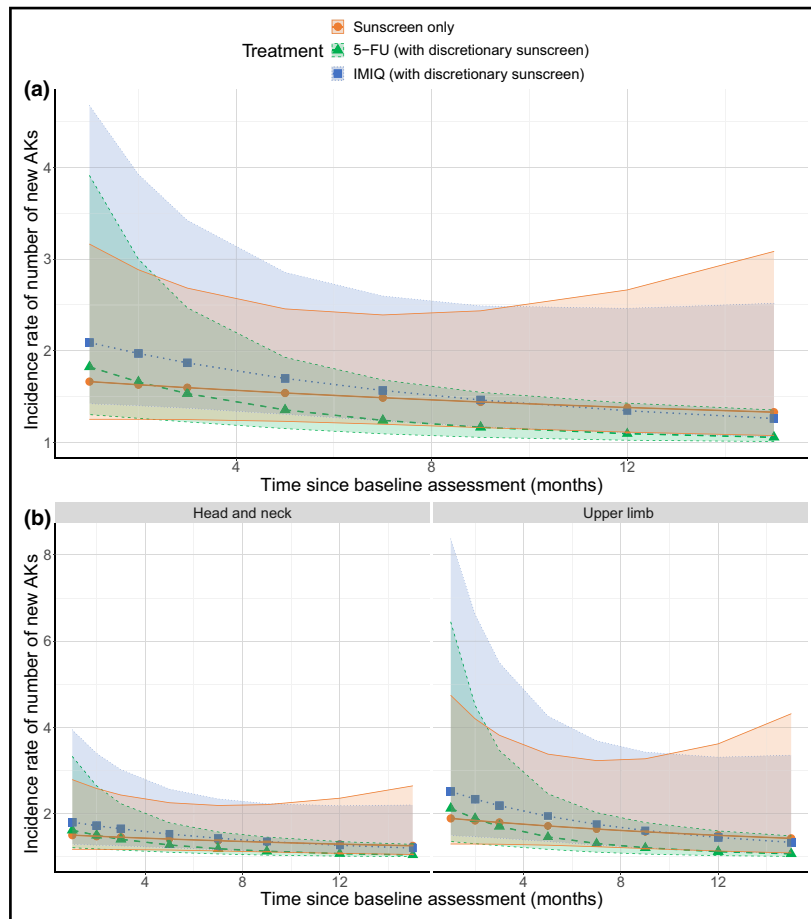 Treatment
Sunscreen only
5−FU (with discretionary sunscreen)
IMIQ (with discretionary sunscreen)
(a)
Incidence rate of number of new AKs
4
3
2
1
4
8
12
Time since baseline assessment (months)
(b)
Head and neck
Upper limb
Incidence rate of number of new AKs
8
6
4
2
4
8
12
4
8
12
Time since baseline assessment (months)